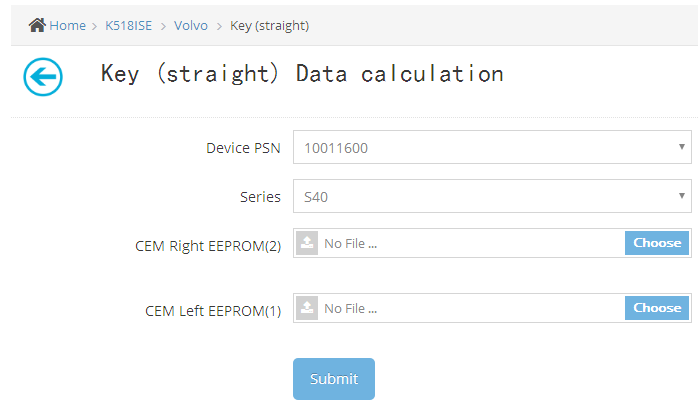 Home > K518ISE > Volvo > Key (straight)
Key (straight) Data calculation
Device PSN 10011600
Series S40
CEM Right EEPROM(2) No File ... Choose
CEM Left EEPROM(1) No File ... Choose
Submit